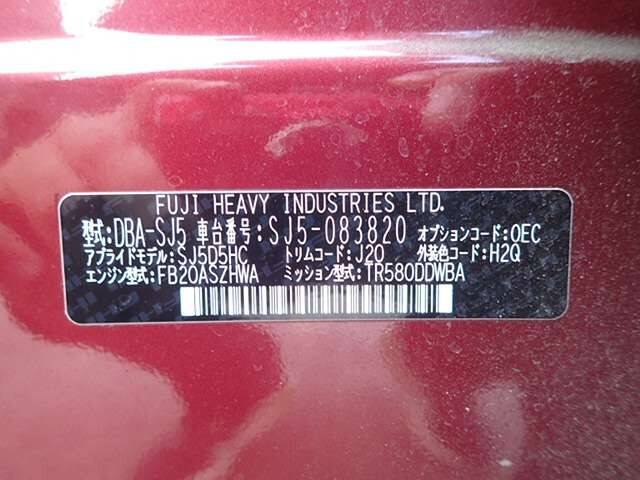 FUJI HEAVY INDUSTRIES LTD.
型式:DBA-SJ5 車台番号:SJ5-083820 オプションコード:OEC
アプライドモデル:SJ5D5HC トリムコード:J20 外装色コード:H2Q
エンジン型式:FB20ASZHWA ミッション型式:TR580DDWBA